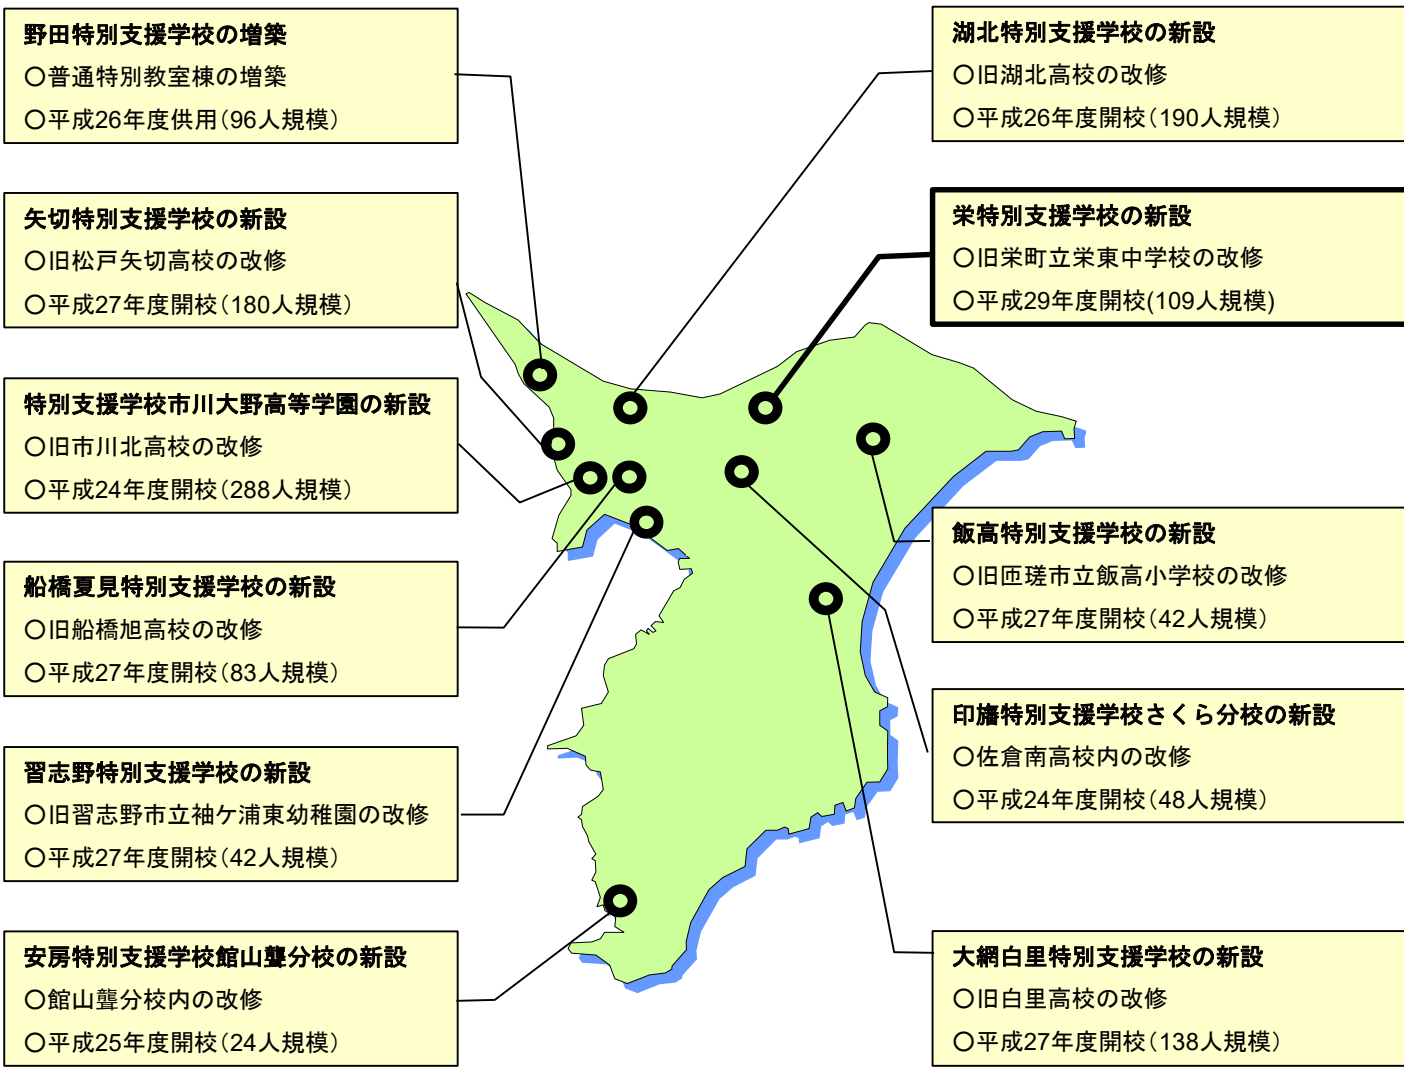 野田特別支援学校の増築
○普通特別教室棟の増築
○平成26年度供用（96人規模）
矢切特別支援学校の新設
○旧松戸矢切高校の改修
○平成27年度開校（180人規模）
特別支援学校市川大野高等学園の新設
○旧市川北高校の改修
○平成24年度開校（288人規模）
船橋夏見特別支援学校の新設
○旧船橋旭高校の改修
○平成27年度開校（83人規模）
習志野特別支援学校の新設
○旧習志野市立袖ケ浦東幼稚園の改修
○平成27年度開校（42人規模）
安房特別支援学校館山聾分校の新設
○館山聾分校内の改修
○平成25年度開校（24人規模）
湖北特別支援学校の新設
○旧湖北高校の改修
○平成26年度開校（190人規模）
栄特別支援学校の新設
○旧栄町立栄東中学校の改修
○平成29年度開校(109人規模)
飯高特別支援学校の新設
○旧匝瑳市立飯高小学校の改修
○平成27年度開校（42人規模）
印旛特別支援学校さくら分校の新設
○佐倉南高校内の改修
○平成24年度開校（48人規模）
大網白里特別支援学校の新設
○旧白里高校の改修
○平成27年度開校（138人規模）